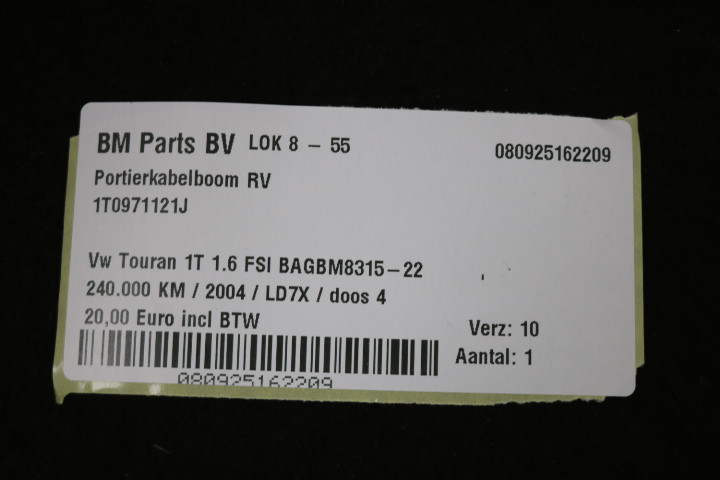 BM Parts BV LOK 8 - 55 080925162209
Portierkabelboom RV
1T0971121J
Vw Touran 1T 1.6 FSI BAGBM8315-22
240.000 KM / 2004 / LD7X / doos 4
20,00 Euro incl BTW
Verz: 10
Aantal: 1
080925162209